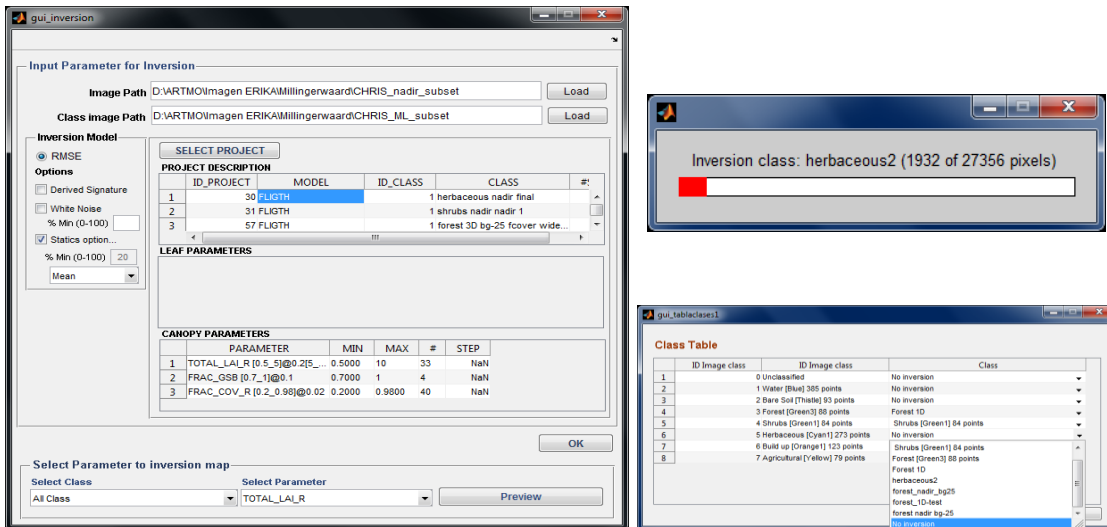 gui_inversion
Input Parameter for Inversion
Image Path D:\ARTMO\Imagen ERIKA\Millingerwaard\CHRIS_nadir_subset Load
Class image Path D:\ARTMO\Imagen ERIKA\Millingerwaard\CHRIS_ML_subset Load
Inversion Model
RMSE
Options
Derived Signature
White Noise
% Min (0-100)
Statics option...
% Min (0-100) 20
Mean
SELECT PROJECT
PROJECT DESCRIPTION
ID_PROJECT MODEL ID_CLASS CLASS
1 30 FLIGTH 1 herbaceous nadir final
2 31 FLIGTH 1 shrubs nadir nadir 1
3 57 FLIGTH 1 forest 3D bg-25 fcover wide...
LEAF PARAMETERS
CANOPY PARAMETERS
PARAMETER MIN MAX # STEP
1 TOTAL_LAI_R [0.5_5]@0.2[5_... 0.5000 10 33 NaN
2 FRAC_GSB [0.7_1]@0.1 0.7000 1 4 NaN
3 FRAC_COV_R [0.2_0.98]@0.02 0.2000 0.9800 40 NaN
OK
Select Parameter to inversion map
Select Class Select Parameter
All Class TOTAL_LAI_R Preview
Inversion class: herbaceous2 (1932 of 27356 pixels)
gui_tablaclases1
Class Table
ID Image class ID Image class Class
1 0 Unclassified No inversion
2 1 Water [Blue] 385 points No inversion
3 2 Bare Soil [Thistle] 93 points No inversion
4 3 Forest [Green3] 88 points Forest 1D
5 4 Shrubs [Green1] 84 points Shrubs [Green1] 84 points
6 5 Herbaceous [Cyan1] 273 points No inversion
7 6 Build up [Orange1] 123 points
8 7 Agricultural [Yellow] 79 points
Shrubs [Green1] 84 points
Forest [Green3] 88 points
Forest 1D
herbaceous2
forest_nadir_bg25
forest_1D-test
forest nadir bg-25
No inversion